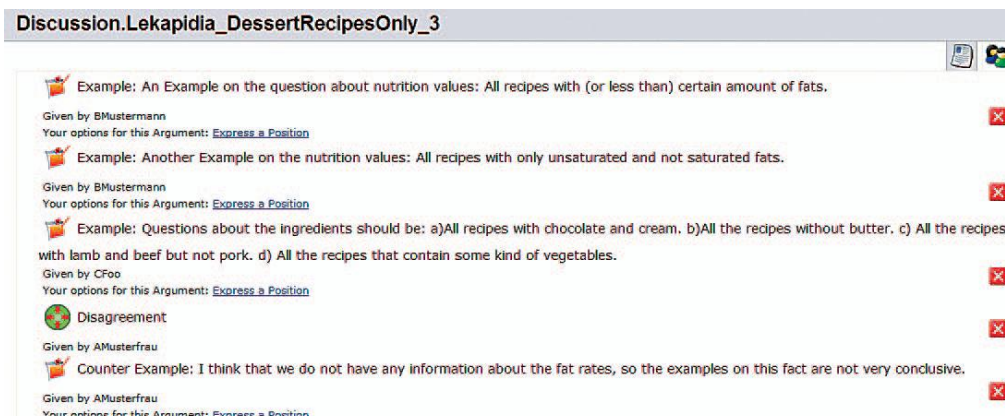 Discussion.Lekapidia_DessertRecipesOnly_3
Example: An Example on the question about nutrition values: All recipes with (or less than) certain amount of fats.
Given by BMustermann
Your options for this Argument: Express a Position
Example: Another Example on the nutrition values: All recipes with only unsaturated and not saturated fats.
Given by BMustermann
Your options for this Argument: Express a Position
Example: Questions about the ingredients should be: a)All recipes with chocolate and cream. b)All the recipes without butter. c) All the recipes
with lamb and beef but not pork. d) All the recipes that contain some kind of vegetables.
Given by CFoo
Your options for this Argument: Express a Position
Disagreement
Given by AMusterfrau
Counter Example: I think that we do not have any information about the fat rates, so the examples on this fact are not very conclusive.
Given by AMusterfrau
Your options for this Argument: Express a Position